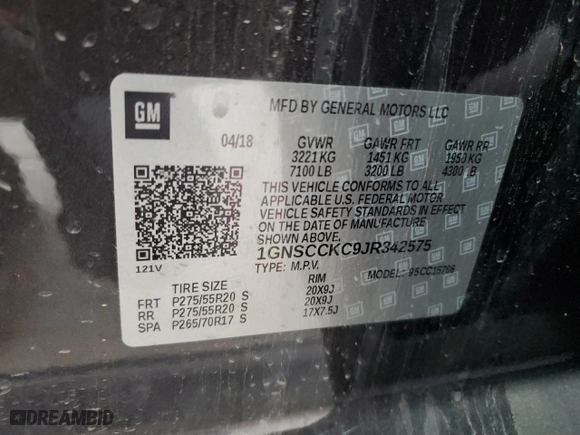 GM
MFD BY GENERAL MOTORS LLC
04/18 GVWR GAWR FRT GAWR RR
3221 KG 1451 KG 1950 KG
7100 LB 3200 LB 4300 LB
THIS VEHICLE CONFORMS TO ALL
APPLICABLE U.S. FEDERAL MOTOR
VEHICLE SAFETY STANDARDS IN EFFECT
ON THE DATE OF MANUFACTURE
SHOWN ABOVE.
1GNSCCKC9JR342575
121V TYPE: M.P.V. MODEL: 95CC15706
TIRE SIZE RIM
FRT P275/55R20 S 20X9J
RR P275/55R20 S 20X9J
SPA P265/70R17 S 17X7.5J
DREAMBID